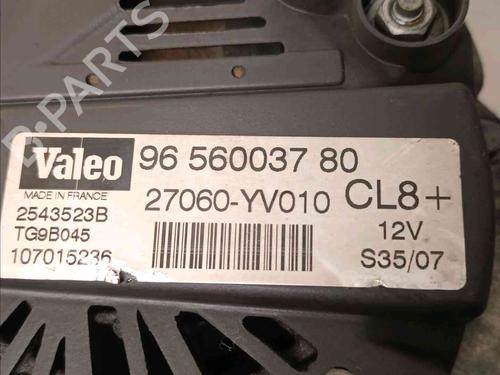 B-PARTS
Valeo 96 560037 80
MADE IN FRANCE
27060-YV010 CL8+
2543523B
TG9B045
12V
107015236
S35/07